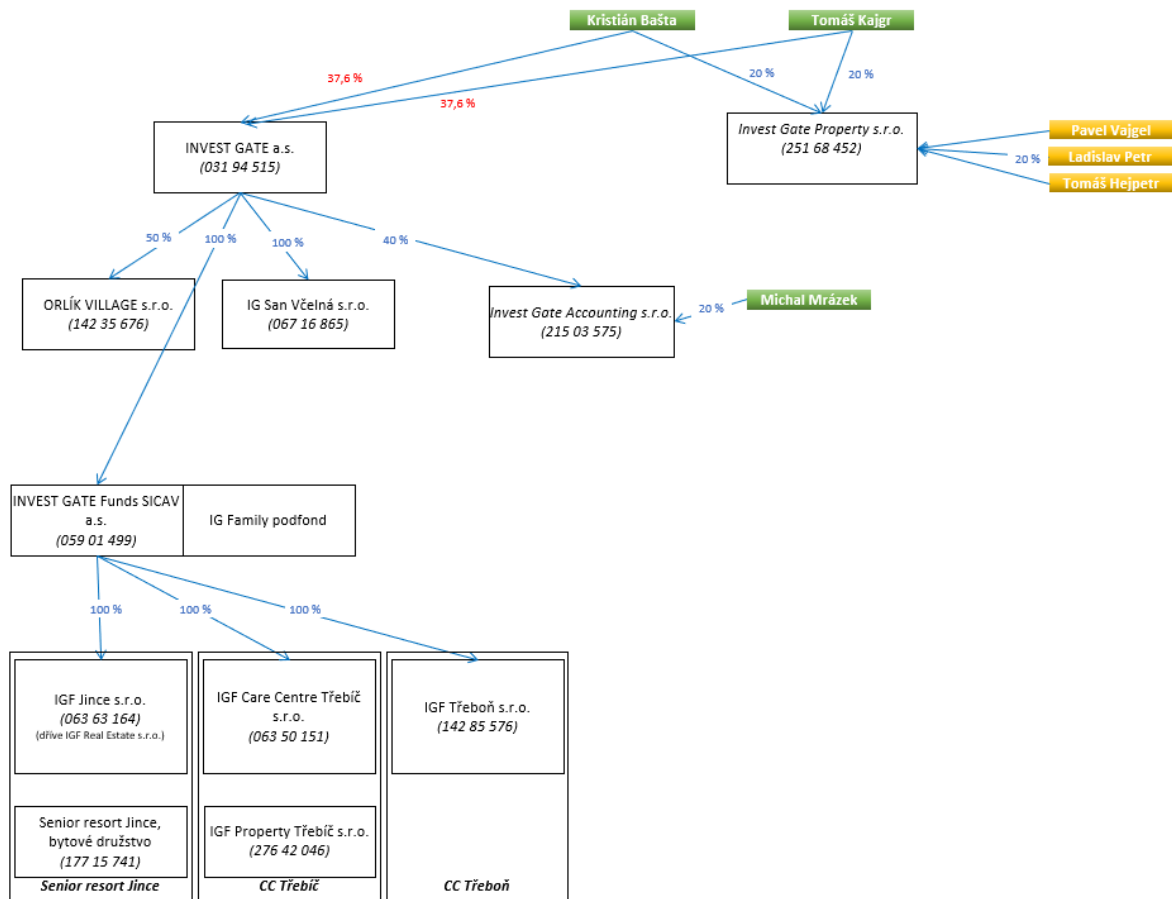 Kristián Bašta
Tomáš Kajgr
37,6 %
37,6 %
20 %
20 %
INVEST GATE a.s.
(031 94 515)
Invest Gate Property s.r.o.
(251 68 452)
Pavel Vajgel
20 %
Ladislav Petr
Tomáš Hejpetr
50 %
100 %
100 %
40 %
ORLÍK VILLAGE s.r.o.
(142 35 676)
IG San Včelná s.r.o.
(067 16 865)
Invest Gate Accounting s.r.o.
(215 03 575)
20 %
Michal Mrázek
INVEST GATE Funds SICAV
a.s.
(059 01 499)
IG Family podfond
100 %
100 %
100 %
IGF Jince s.r.o.
(063 63 164)
(dříve IGF Real Estate s.r.o.)
IGF Care Centre Třebíč
s.r.o.
(063 50 151)
IGF Třeboň s.r.o.
(142 85 576)
Senior resort Jince,
bytové družstvo
(177 15 741)
IGF Property Třebíč s.r.o.
(276 42 046)
Senior resort Jince
CC Třebíč
CC Třeboň